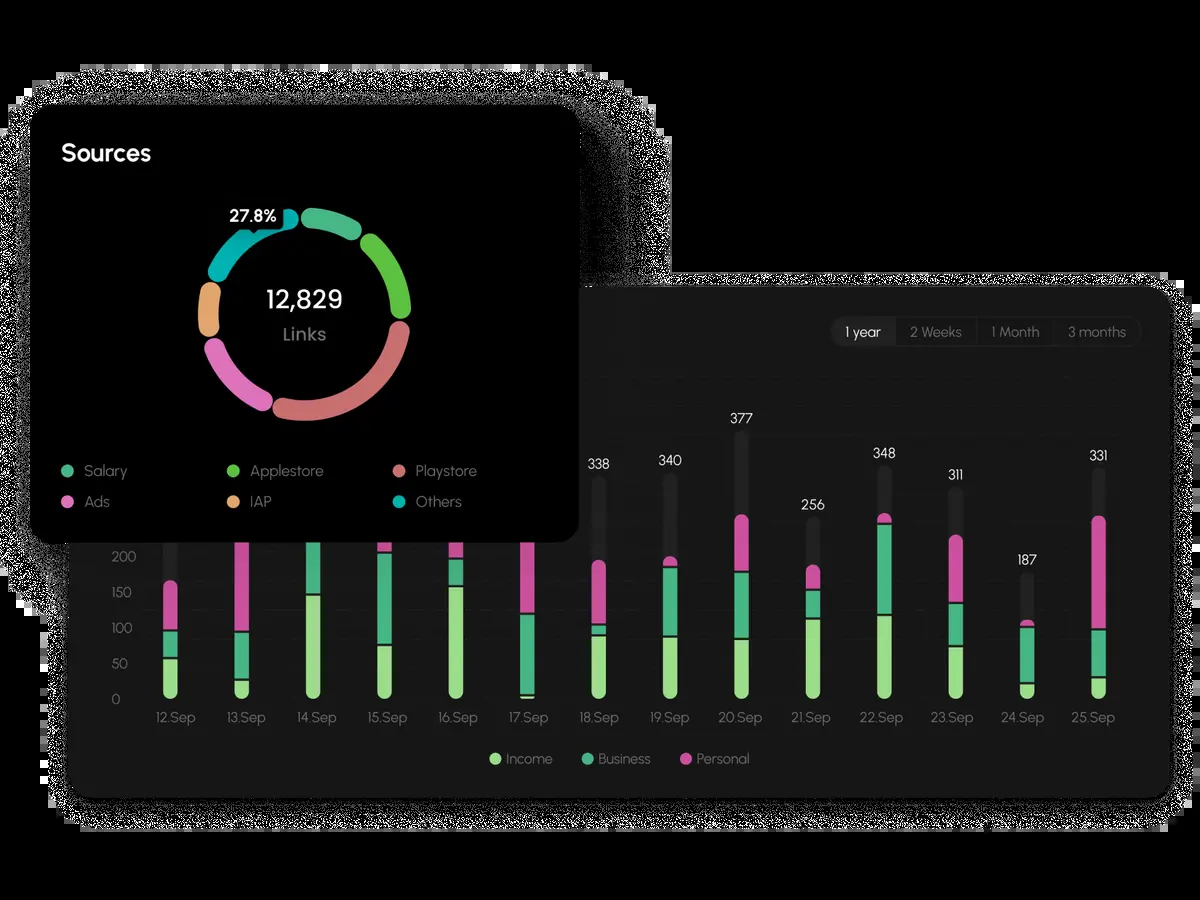 Sources
27.8%
12,829
Links
Salary Applestore Playstore
Ads IAP Others
1 year 2 Weeks 1 Month 3 months
338 340 377 256 348 311 187 331
200
150
100
50
0
12.Sep 13.Sep 14.Sep 15.Sep 16.Sep 17.Sep 18.Sep 19.Sep 20.Sep 21.Sep 22.Sep 23.Sep 24.Sep 25.Sep
Income Business Personal